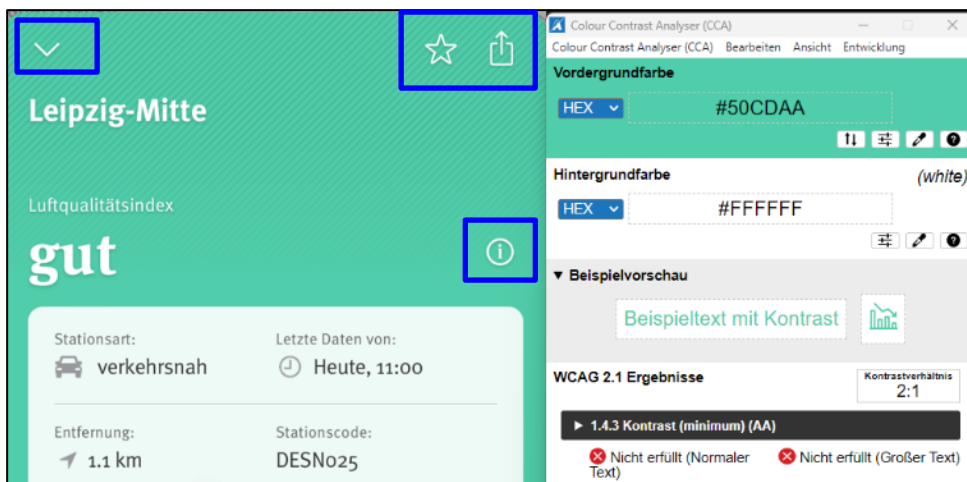 Leipzig-Mitte
Luftqualitätsindex
gut
Stationsart:
verkehrsnah
Letzte Daten von:
Heute, 11:00
Entfernung:
1.1 km
Stationscode:
DESN025
Colour Contrast Analyser (CCA)
Colour Contrast Analyser (CCA) Bearbeiten Ansicht Entwicklung
Vordergrundfarbe
HEX #50CDAA
Hintergrundfarbe (white)
HEX #FFFFFF
Beispielvorschau
Beispieltext mit Kontrast
WCAG 2.1 Ergebnisse
Kontrastverhältnis
2:1
1.4.3 Kontrast (minimum) (AA)
Nicht erfüllt (Normaler
Text)
Nicht erfüllt (Großer Text)